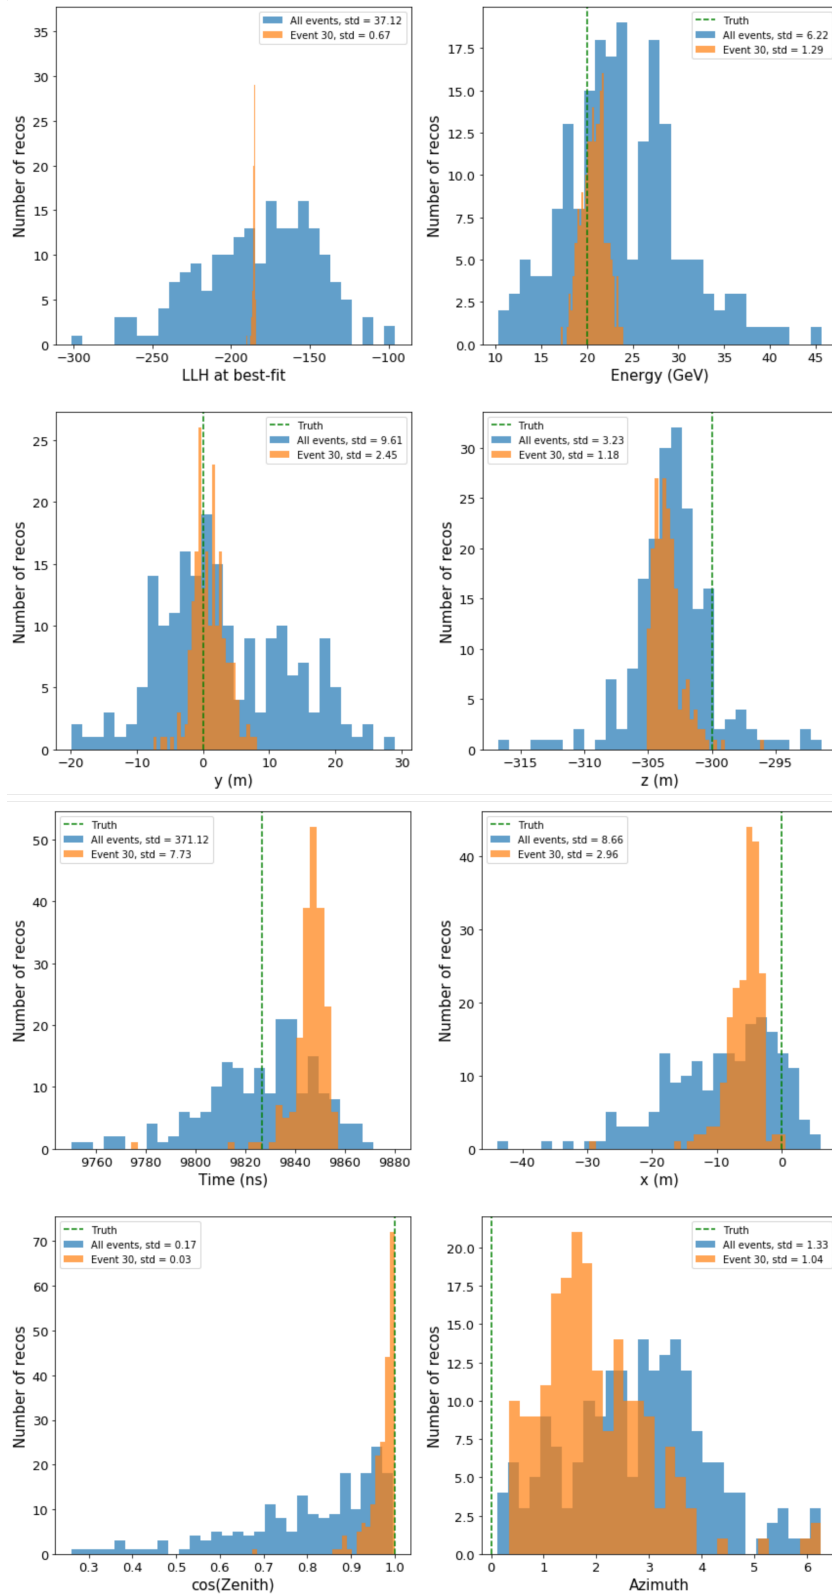 All events, std = 37.12
Event 30, std = 0.67
Number of recos
35
30
25
20
15
10
5
0
−300
−250
−200
−150
−100
LLH at best-fit
Truth
All events, std = 6.22
Event 30, std = 1.29
Number of recos
17.5
15.0
12.5
10.0
7.5
5.0
2.5
0.0
10
15
20
25
30
35
40
45
Energy (GeV)
Truth
All events, std = 9.61
Event 30, std = 2.45
Number of recos
25
20
15
10
5
0
−20
−10
0
10
20
30
y (m)
Truth
All events, std = 3.23
Event 30, std = 1.18
Number of recos
30
25
20
15
10
5
0
−315
−310
−305
−300
−295
z (m)
Truth
All events, std = 371.12
Event 30, std = 7.73
Number of recos
50
40
30
20
10
0
9760
9780
9800
9820
9840
9860
9880
Time (ns)
Truth
All events, std = 8.66
Event 30, std = 2.96
Number of recos
40
30
20
10
0
−40
−30
−20
−10
0
x (m)
Truth
All events, std = 0.17
Event 30, std = 0.03
Number of recos
70
60
50
40
30
20
10
0
0.3
0.4
0.5
0.6
0.7
0.8
0.9
1.0
cos(Zenith)
Truth
All events, std = 1.33
Event 30, std = 1.04
Number of recos
20.0
17.5
15.0
12.5
10.0
7.5
5.0
2.5
0.0
0
1
2
3
4
5
6
Azimuth